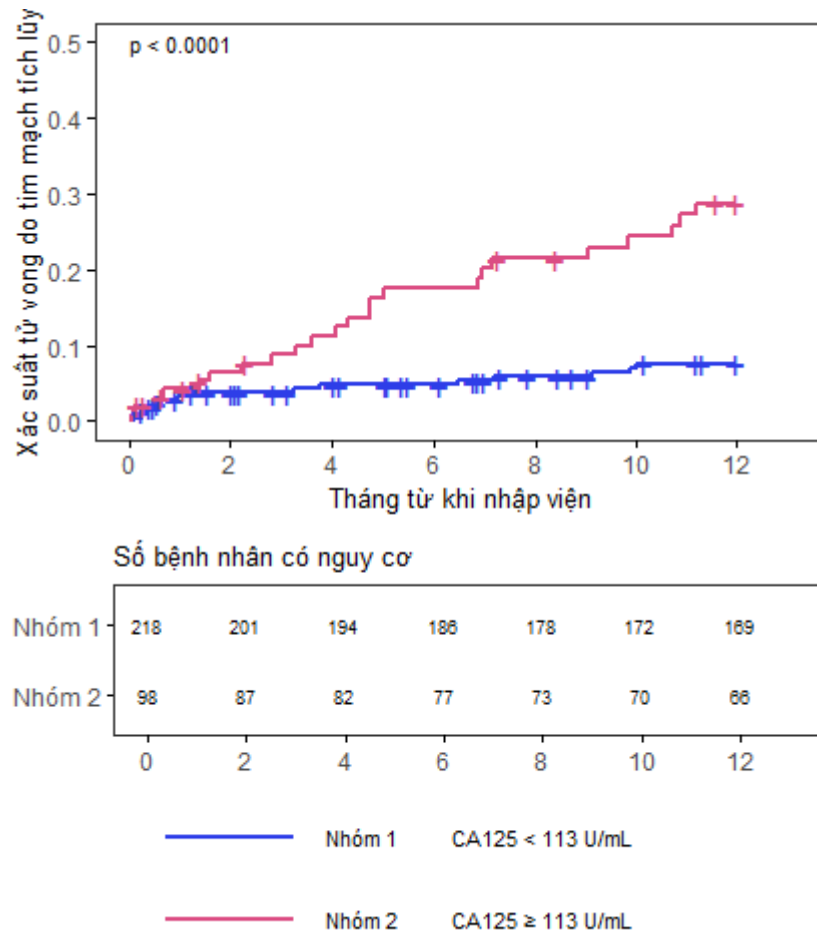 Xác suất tử vong do tim mạch tích lũy
p < 0.0001
0.5
0.4
0.3
0.2
0.1
0.0
0 2 4 6 8 10 12
Tháng từ khi nhập viện
Số bệnh nhân có nguy cơ
Nhóm 1 218 201 194 186 178 172 169
Nhóm 2 98 87 82 77 73 70 66
0 2 4 6 8 10 12
Nhóm 1 CA125 < 113 U/mL
Nhóm 2 CA125 ≥ 113 U/mL